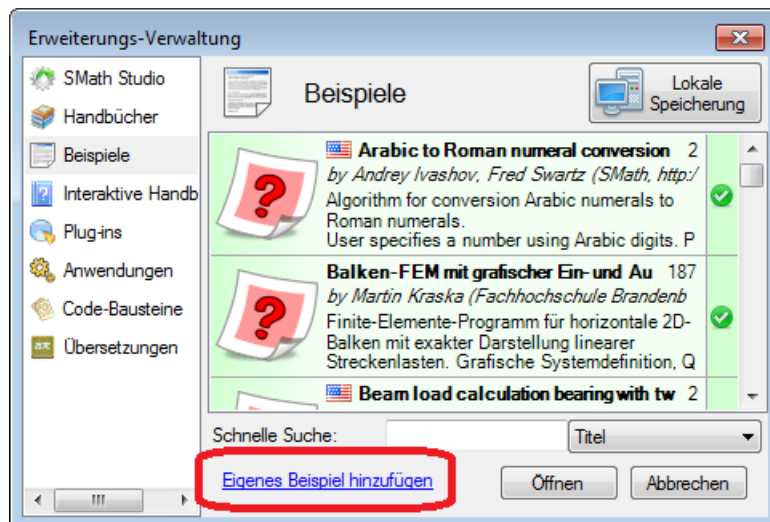 Erweiterungs-Verwaltung
SMath Studio
Handbücher
Beispiele
Interaktive Handb
Plug-ins
Anwendungen
Code-Bausteine
Übersetzungen
Beispiele
Lokale
Speicherung
Arabic to Roman numeral conversion 2
by Andrey Ivashov, Fred Swartz (SMath, http:/
Algorithm for conversion Arabic numerals to
Roman numerals.
User specifies a number using Arabic digits. P
Balken-FEM mit grafischer Ein- und Au 187
by Martin Kraska (Fachhochschule Brandenb
Finite-Elemente-Programm für horizontale 2D-
Balken mit exakter Darstellung linearer
Streckenlasten. Grafische Systemdefinition, Q
Beam load calculation bearing with tw 2
Schnelle Suche:
Titel
Eigenes Beispiel hinzufügen
Öffnen
Abbrechen